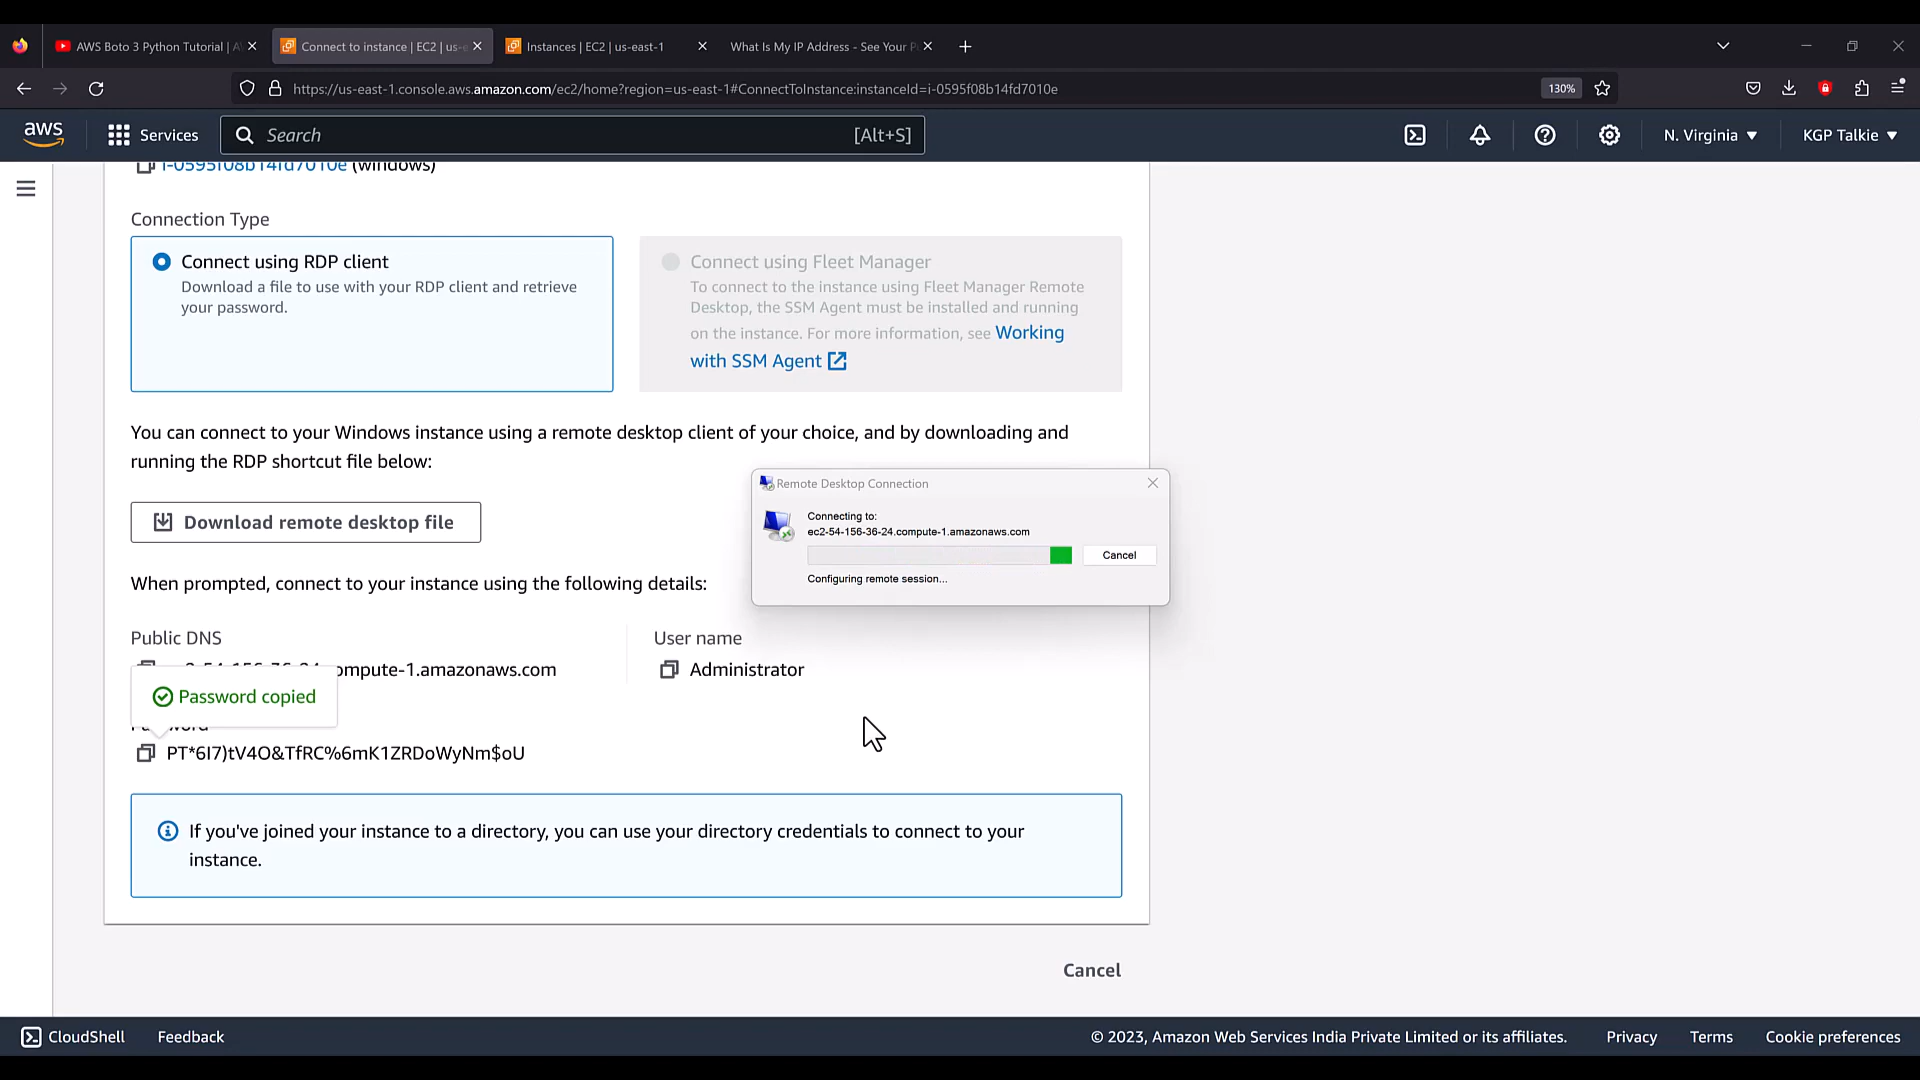 AWS Boto 3 Python Tutorial | A
Connect to instance | EC2 | us-e
Instances | EC2 | us-east-1
What Is My IP Address - See Your P
https://us-east-1.console.aws.amazon.com/ec2/home?region=us-east-1#ConnectToInstance:instanceId=i-0595f08b14fd7010e
130%
aws
Services
Search
[Alt+S]
N. Virginia
KGP Talkie
i-0595f08b14fd7010e (windows)
Connection Type
Connect using RDP client
Download a file to use with your RDP client and retrieve
your password.
Connect using Fleet Manager
To connect to the instance using Fleet Manager Remote
Desktop, the SSM Agent must be installed and running
on the instance. For more information, see Working
with SSM Agent
You can connect to your Windows instance using a remote desktop client of your choice, and by downloading and
running the RDP shortcut file below:
Download remote desktop file
Remote Desktop Connection
Connecting to:
ec2-54-156-36-24.compute-1.amazonaws.com
Cancel
Configuring remote session...
When prompted, connect to your instance using the following details:
Public DNS
ec2-54-156-36-24.compute-1.amazonaws.com
User name
Administrator
Password copied
Password
PT*6I7)tV4O&TfRC%6mK1ZRDoWyNm$oU
If you've joined your instance to a directory, you can use your directory credentials to connect to your
instance.
Cancel
CloudShell
Feedback
© 2023, Amazon Web Services India Private Limited or its affiliates.
Privacy
Terms
Cookie preferences